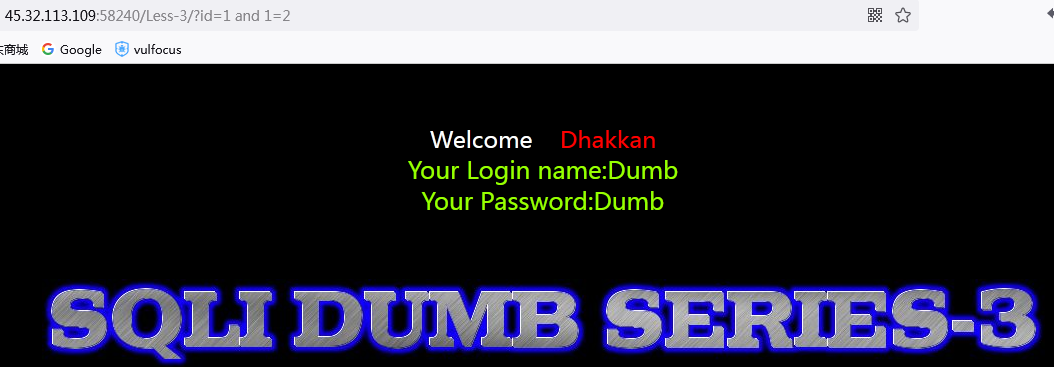 45.32.113.109:58240/Less-3/?id=1 and 1=2
东商城 Google vulfocus
Welcome Dhakkan
Your Login name:Dumb
Your Password:Dumb
SQLI DUMB SERIES-3